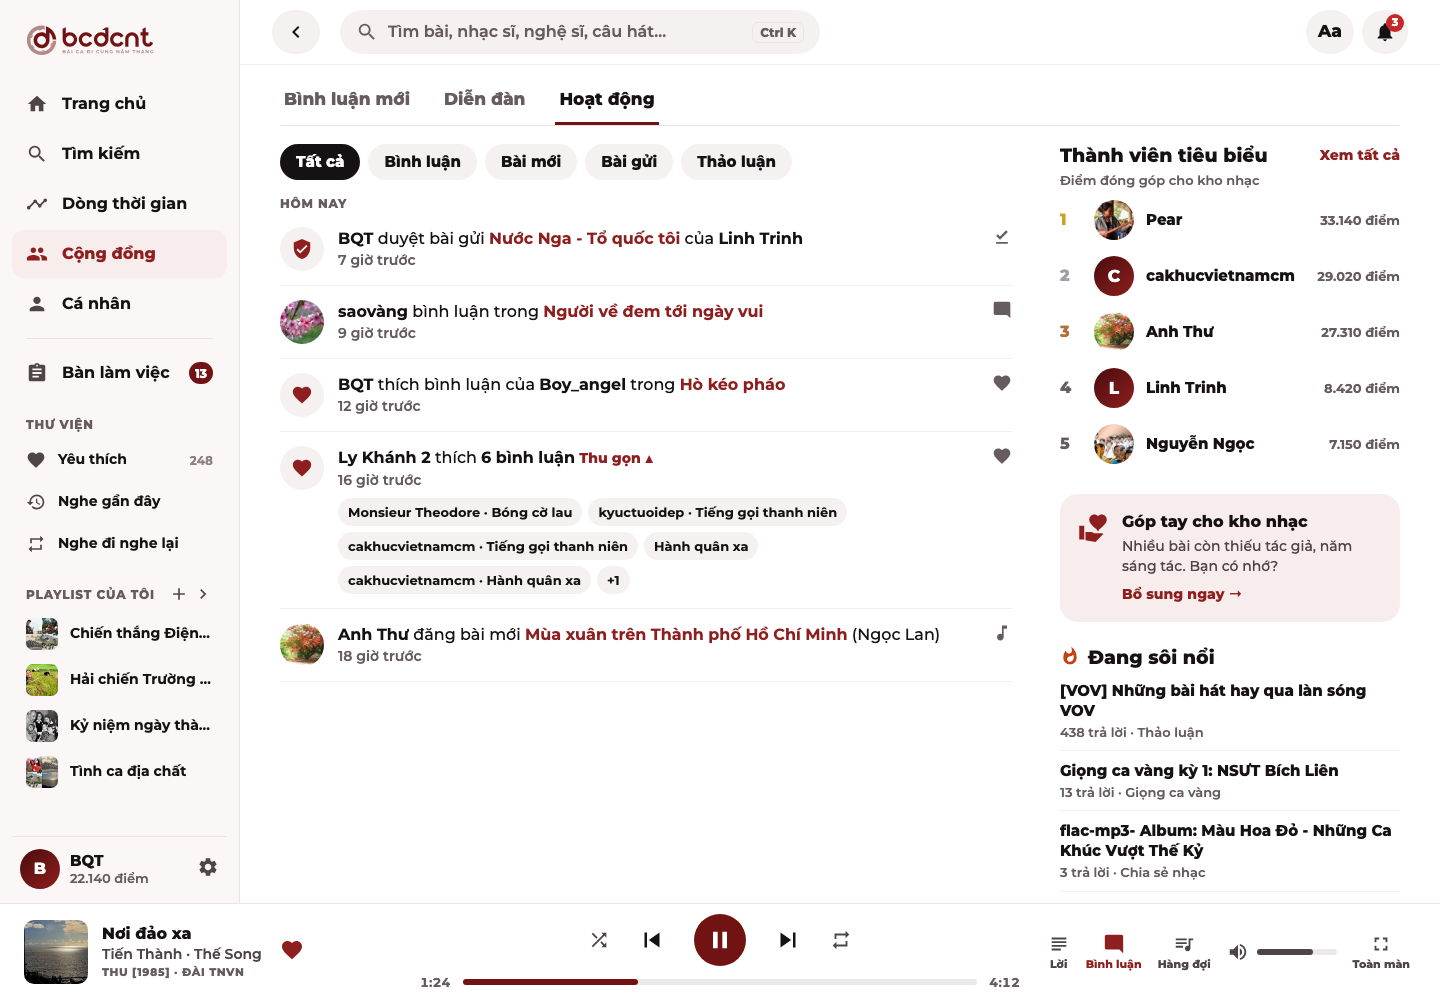 bcdcnt
BÀI CA ĐI CÙNG NĂM THÁNG
Trang chủ
Tìm kiếm
Dòng thời gian
Cộng đồng
Cá nhân
Bàn làm việc 13
THƯ VIỆN
Yêu thích 248
Nghe gần đây
Nghe đi nghe lại
PLAYLIST CỦA TÔI
Chiến thắng Điện...
Hải chiến Trường ...
Kỷ niệm ngày thà...
Tình ca địa chất
B
BQT
22.140 điểm
Tìm bài, nhạc sĩ, nghệ sĩ, câu hát... Ctrl K
Aa
3
Bình luận mới Diễn đàn Hoạt động
Tất cả Bình luận Bài mới Bài gửi Thảo luận
HÔM NAY
BQT duyệt bài gửi Nước Nga - Tổ quốc tôi của Linh Trinh
7 giờ trước
saovàng bình luận trong Người về đem tới ngày vui
9 giờ trước
BQT thích bình luận của Boy_angel trong Hò kéo pháo
12 giờ trước
Ly Khánh 2 thích 6 bình luận Thu gọn ▲
16 giờ trước
Monsieur Theodore · Bóng cờ lau kyuctuoidep · Tiếng gọi thanh niên
cakhucvietnamcm · Tiếng gọi thanh niên Hành quân xa
cakhucvietnamcm · Hành quân xa +1
Anh Thư đăng bài mới Mùa xuân trên Thành phố Hồ Chí Minh (Ngọc Lan)
18 giờ trước
Thành viên tiêu biểu Xem tất cả
Điểm đóng góp cho kho nhạc
1 Pear 33.140 điểm
2 C cakhucvietnamcm 29.020 điểm
3 Anh Thư 27.310 điểm
4 L Linh Trinh 8.420 điểm
5 Nguyễn Ngọc 7.150 điểm
Góp tay cho kho nhạc
Nhiều bài còn thiếu tác giả, năm
sáng tác. Bạn có nhớ?
Bổ sung ngay →
Đang sôi nổi
[VOV] Những bài hát hay qua làn sóng
VOV
438 trả lời · Thảo luận
Giọng ca vàng kỳ 1: NSƯT Bích Liên
13 trả lời · Giọng ca vàng
flac-mp3- Album: Màu Hoa Đỏ - Những Ca
Khúc Vượt Thế Kỷ
3 trả lời · Chia sẻ nhạc
Nơi đảo xa
Tiến Thành · Thế Song
THU [1985] · ĐÀI TNVN
1:24 4:12
Lời Bình luận Hàng đợi Toàn màn